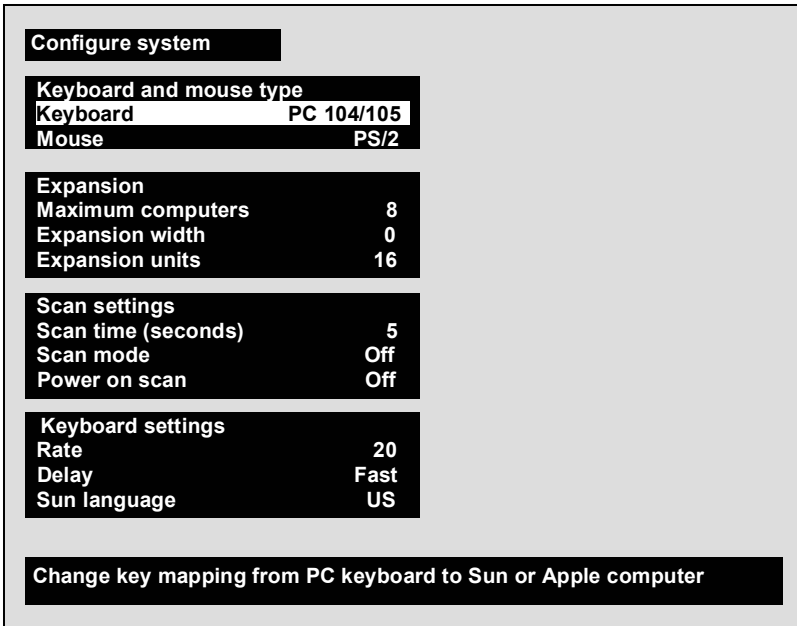 Configure system
Keyboard and mouse type
Keyboard PC 104/105
Mouse PS/2
Expansion
Maximum computers 8
Expansion width 0
Expansion units 16
Scan settings
Scan time (seconds) 5
Scan mode Off
Power on scan Off
Keyboard settings
Rate 20
Delay Fast
Sun language US
Change key mapping from PC keyboard to Sun or Apple computer